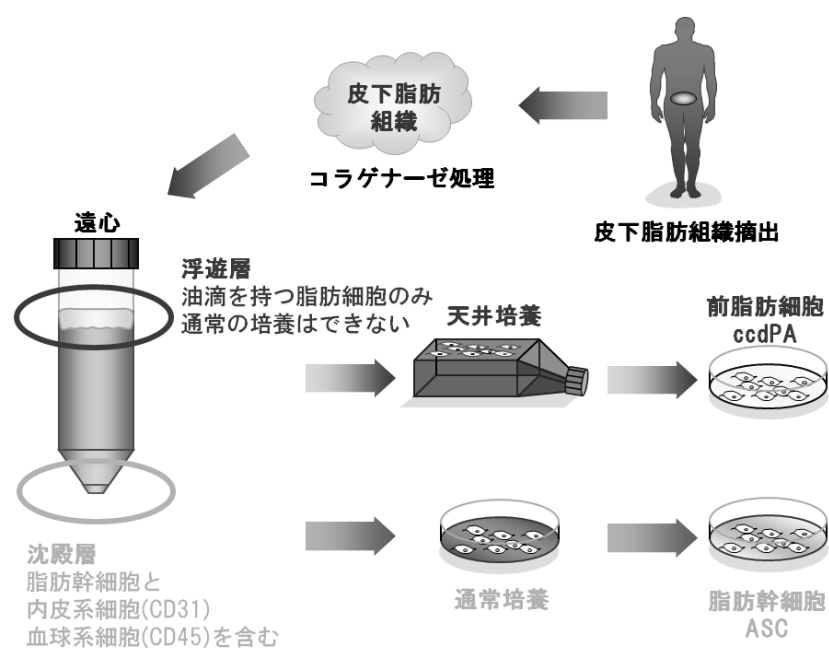 皮下脂肪
組織
コラゲナーゼ処理
皮下脂肪組織摘出
遠心
浮遊層
油滴を持つ脂肪細胞のみ
通常の培養はできない
天井培養
前脂肪細胞
ccdPA
沈殿層
脂肪幹細胞と
内皮系細胞(CD31)
血球系細胞(CD45)を含む
通常培養
脂肪幹細胞
ASC